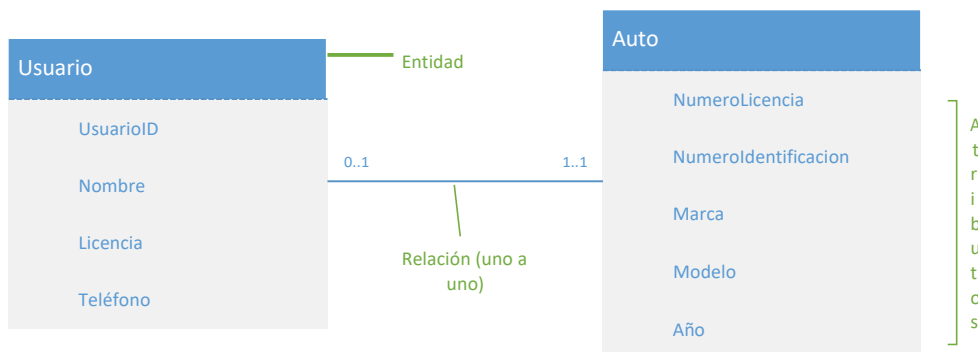 Usuario
UsuarioID
Nombre
Licencia
Teléfono
Entidad
0..1
1..1
Relación (uno a
uno)
Auto
NumeroLicencia
NumeroIdentificacion
Marca
Modelo
Año
A
t
r
i
b
u
t
o
s